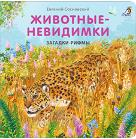 Евгений Сосновский
ЖИВОТНЫЕ-
НЕВИДИМКИ
ЗАГАДКИ-РИФМЫ